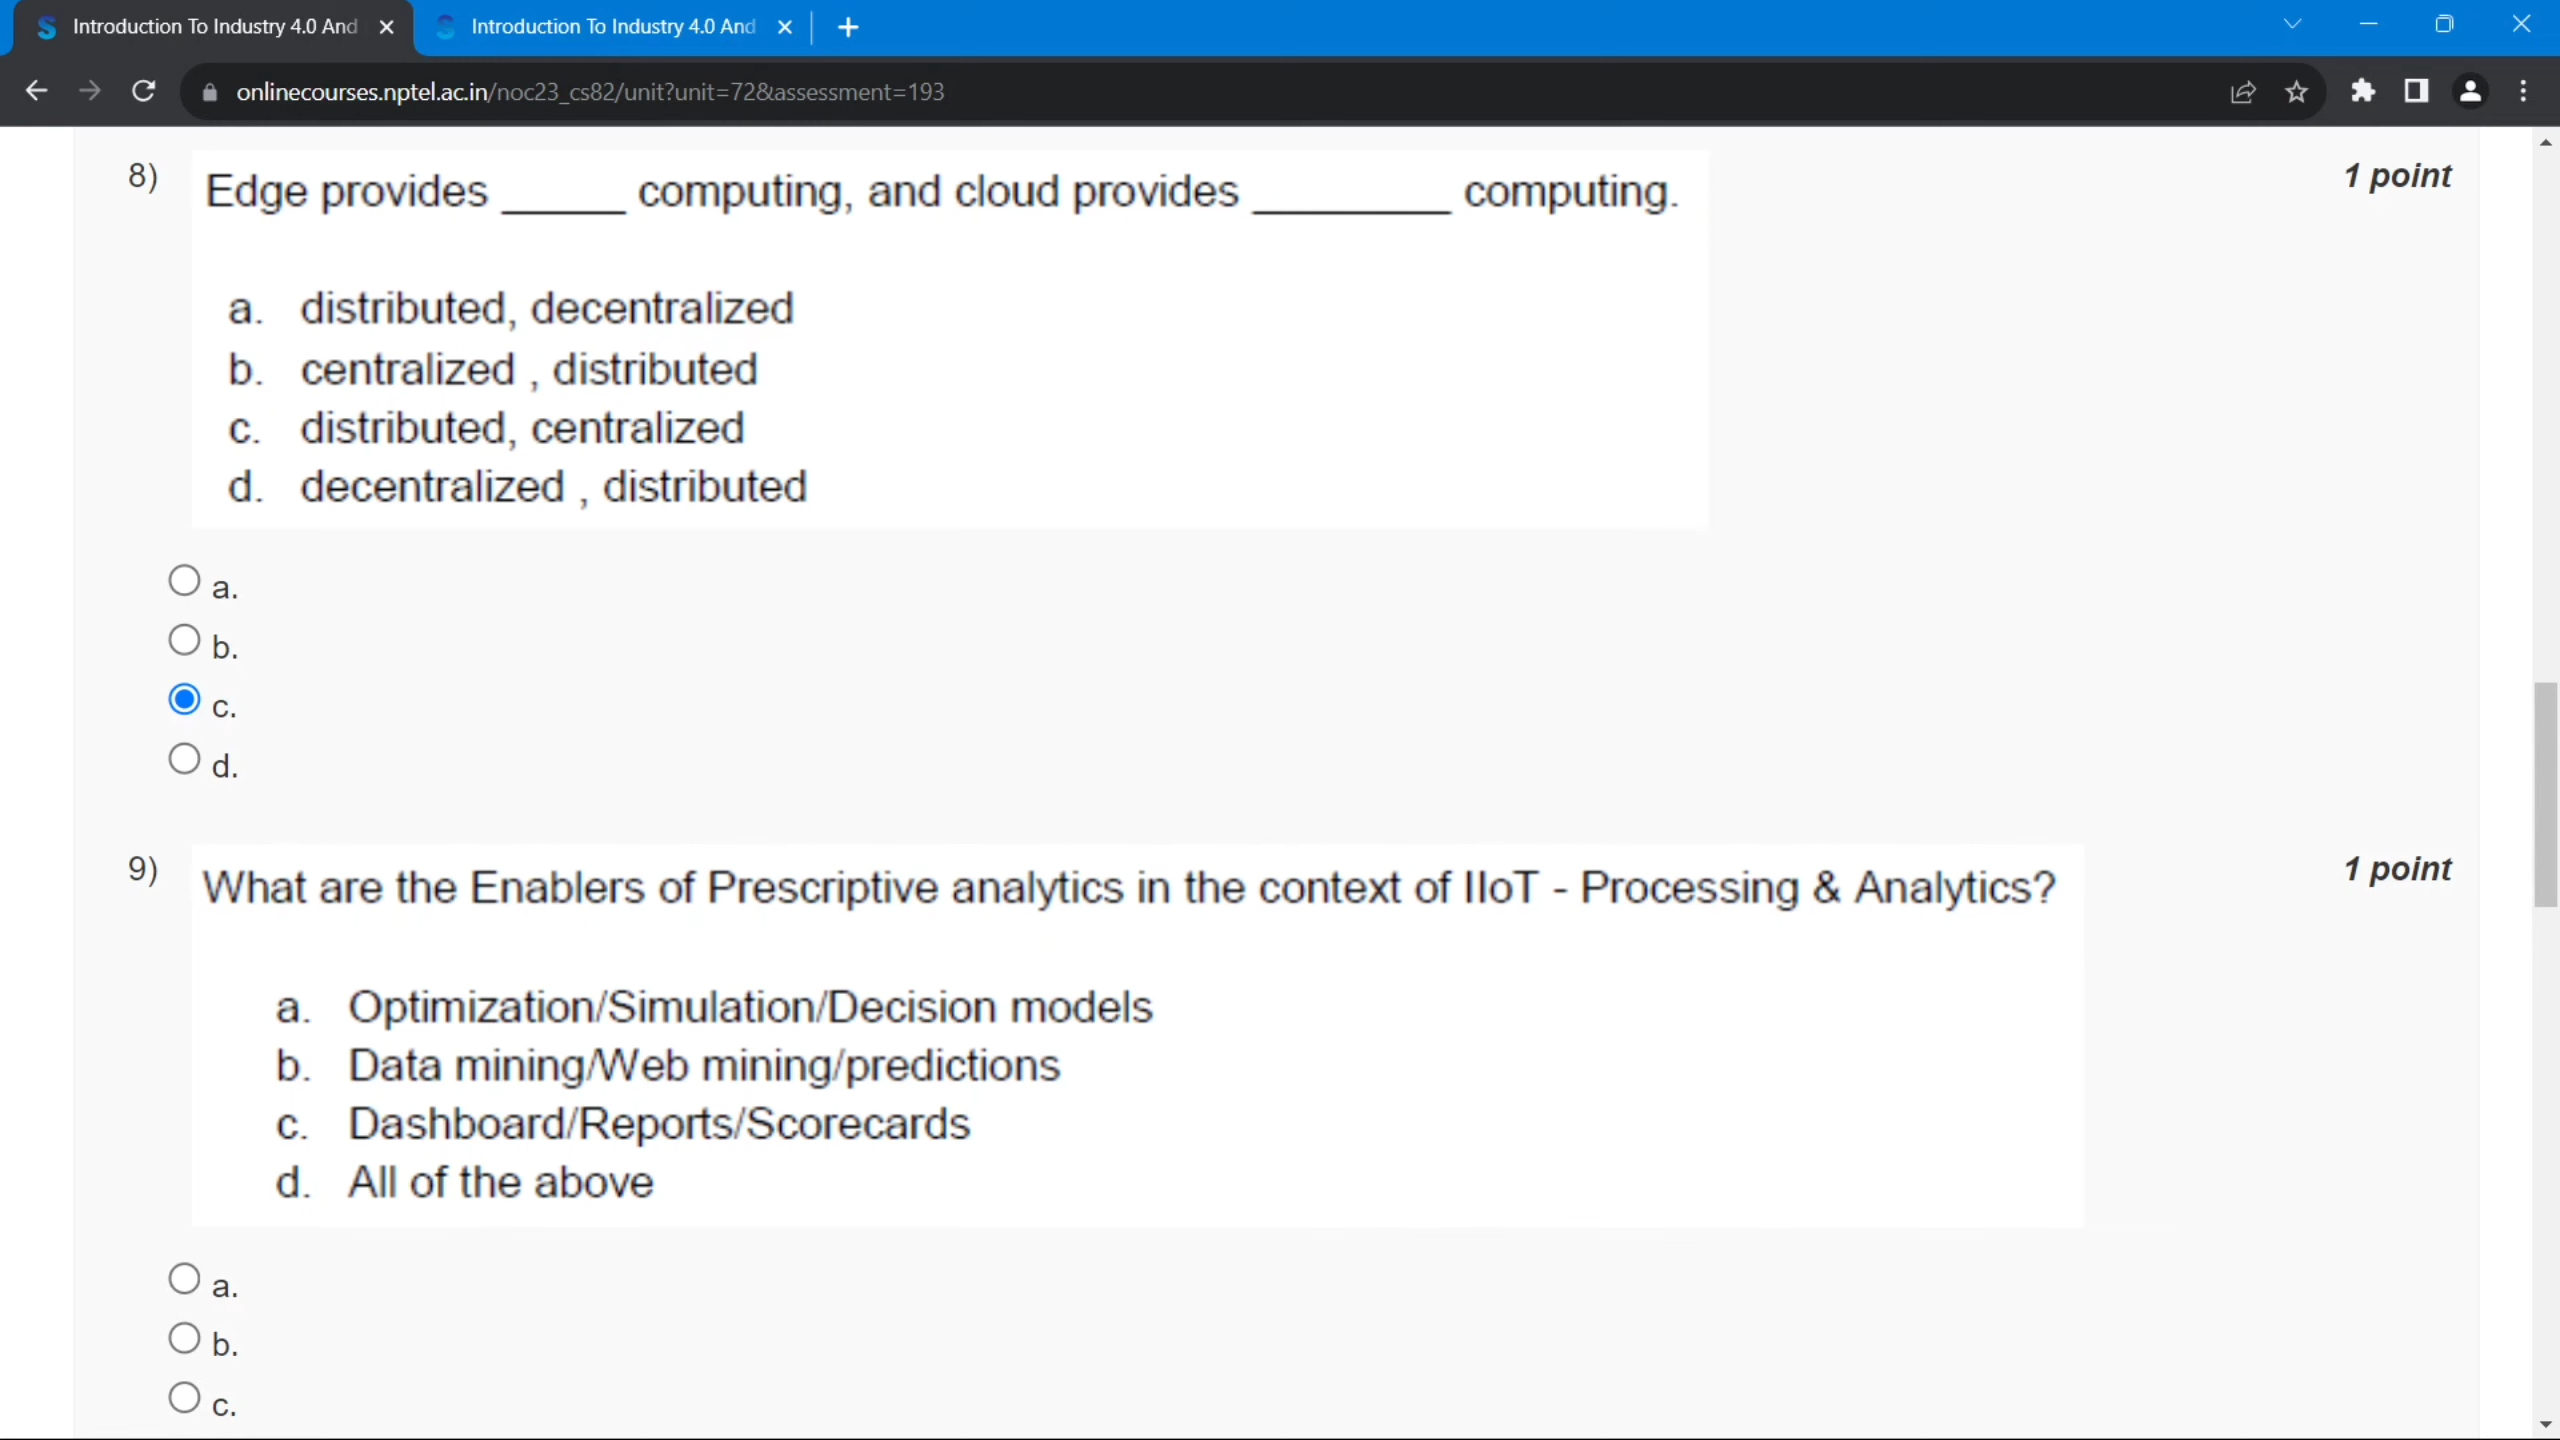 Introduction To Industry 4.0 And
Introduction To Industry 4.0 And
onlinecourses.nptel.ac.in/noc23_cs82/unit?unit=72&assessment=193
8)
1 point
Edge provides _____ computing, and cloud provides ________ computing.
a. distributed, decentralized
b. centralized , distributed
c. distributed, centralized
d. decentralized , distributed
a.
b.
c.
d.
9)
1 point
What are the Enablers of Prescriptive analytics in the context of IIoT - Processing & Analytics?
a. Optimization/Simulation/Decision models
b. Data mining/Web mining/predictions
c. Dashboard/Reports/Scorecards
d. All of the above
a.
b.
c.